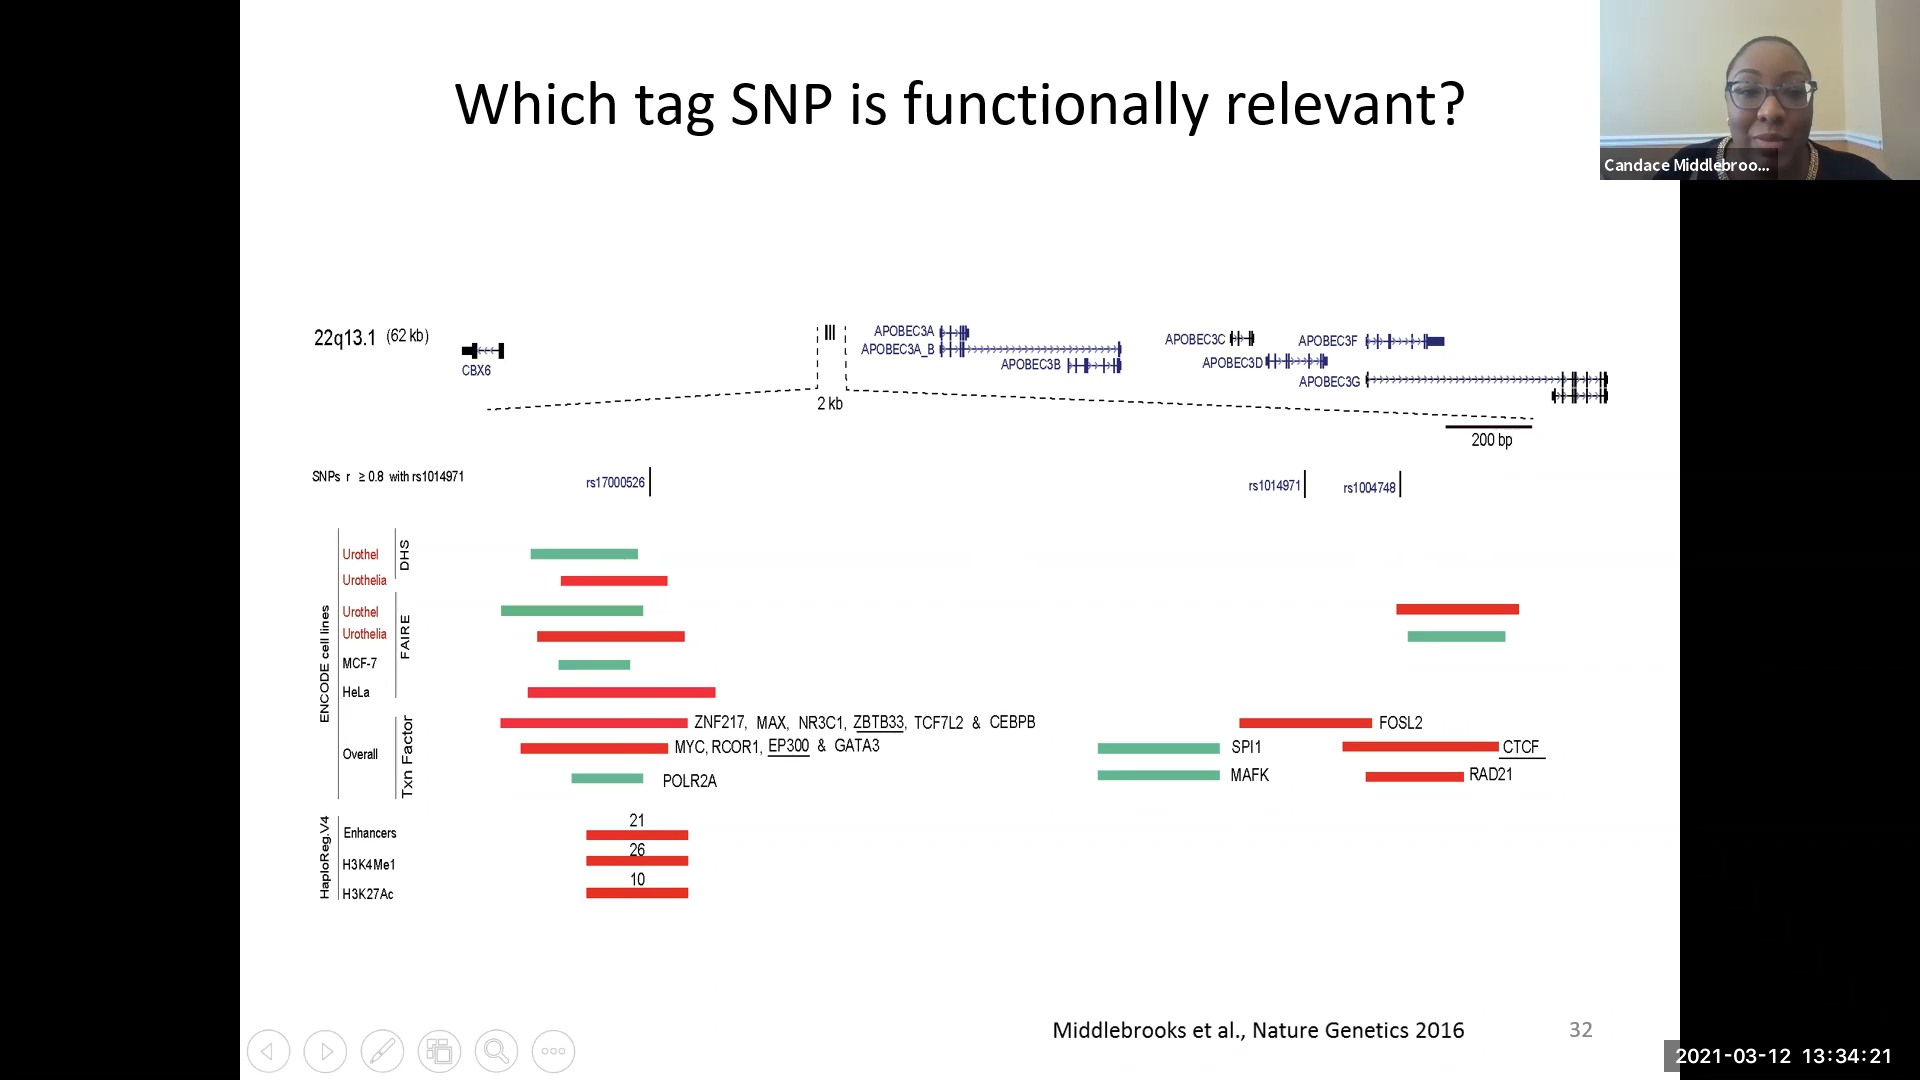 Which tag SNP is functionally relevant?
Candace Middlebroo...
22q13.1 (62 kb)
CBX6
2 kb
APOBEC3A
APOBEC3A_B
APOBEC3B
APOBEC3C
APOBEC3D
APOBEC3F
APOBEC3G
200 bp
SNPs r ≥ 0.8 with rs1014971
rs17000526
rs1014971
rs1004748
ENCODE cell lines
DHS
Urothel
Urothelia
FAIRE
Urothel
Urothelia
MCF-7
HeLa
Txn Factor
Overall
ZNF217, MAX, NR3C1, ZBTB33, TCF7L2 & CEBPB
MYC, RCOR1, EP300 & GATA3
POLR2A
SPI1
MAFK
FOSL2
CTCF
RAD21
HaploReg.V4
Enhancers
21
H3K4Me1
26
H3K27Ac
10
Middlebrooks et al., Nature Genetics 2016
32
2021-03-12 13:34:21